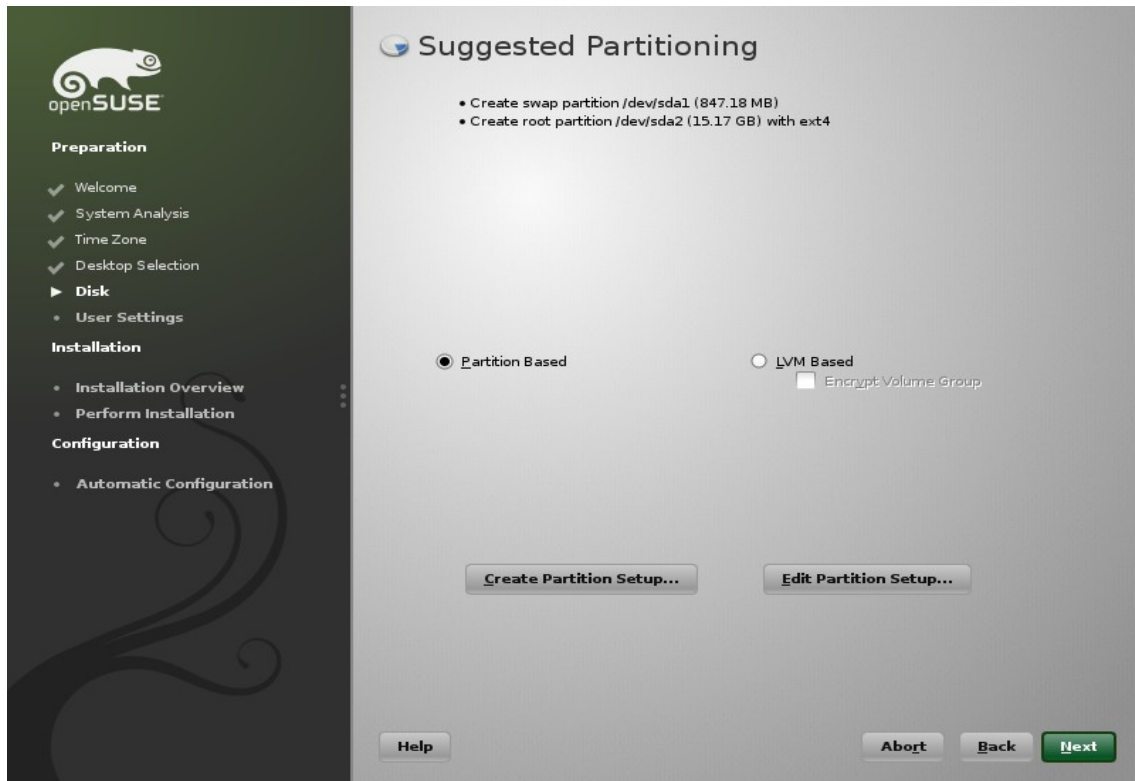 openSUSE
Preparation
Welcome
System Analysis
Time Zone
Desktop Selection
Disk
User Settings
Installation
Installation Overview
Perform Installation
Configuration
Automatic Configuration
Suggested Partitioning
• Create swap partition /dev/sda1 (847.18 MB)
• Create root partition /dev/sda2 (15.17 GB) with ext4
Partition Based
LVM Based
Encrypt Volume Group
Create Partition Setup...
Edit Partition Setup...
Help
Abort
Back
Next